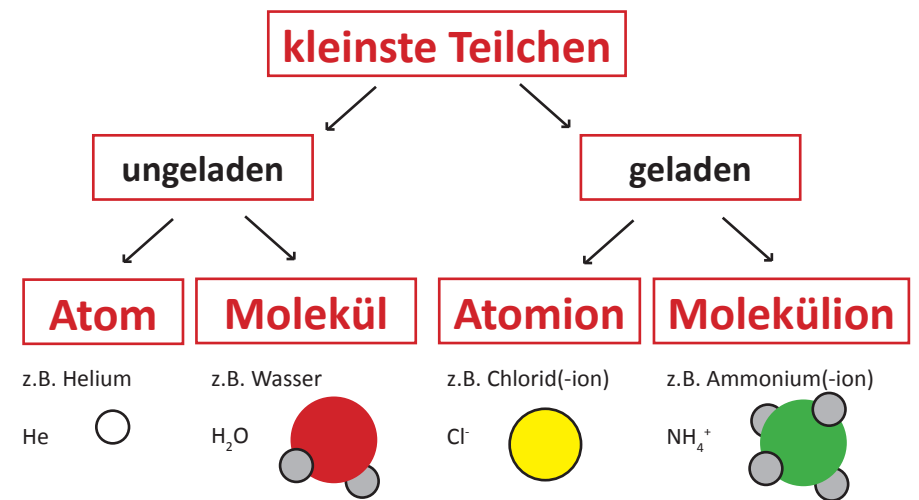 kleinste Teilchen
ungeladen
geladen
Atom
Molekül
Atomion
Molekülion
z.B. Helium
z.B. Wasser
z.B. Chlorid(-ion)
z.B. Ammonium(-ion)
He
H₂O
Cl⁻
NH₄⁺